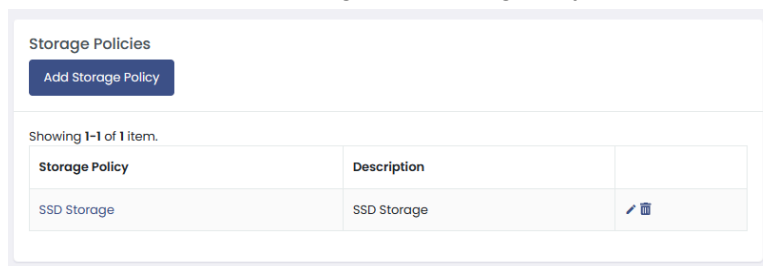 Storage Policies
Add Storage Policy
Showing 1-1 of 1 item.
Storage Policy Description
SSD Storage SSD Storage